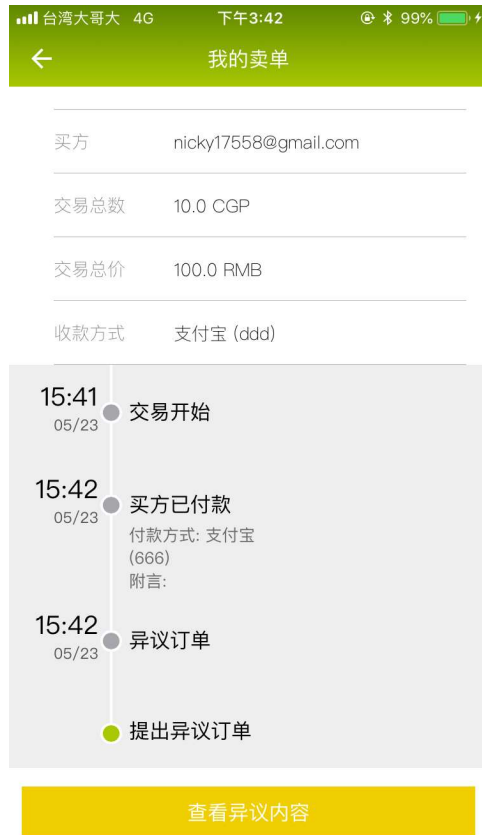 台湾大哥大 4G 下午3:42 99%
我的卖单
买方 nicky17558@gmail.com
交易总数 10.0 CGP
交易总价 100.0 RMB
收款方式 支付宝 (ddd)
15:41 交易开始
05/23
15:42 买方已付款
05/23 付款方式: 支付宝
(666)
附言:
15:42 异议订单
05/23
提出异议订单
查看异议内容